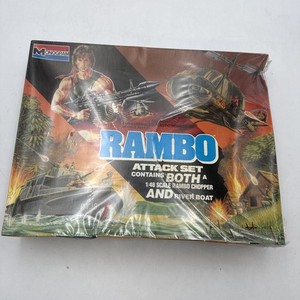 MONOGRAM
RAMBO
ATTACK SET
CONTAINS BOTH A
1/48 SCALE RAMBO CHOPPER
AND RIVER BOAT